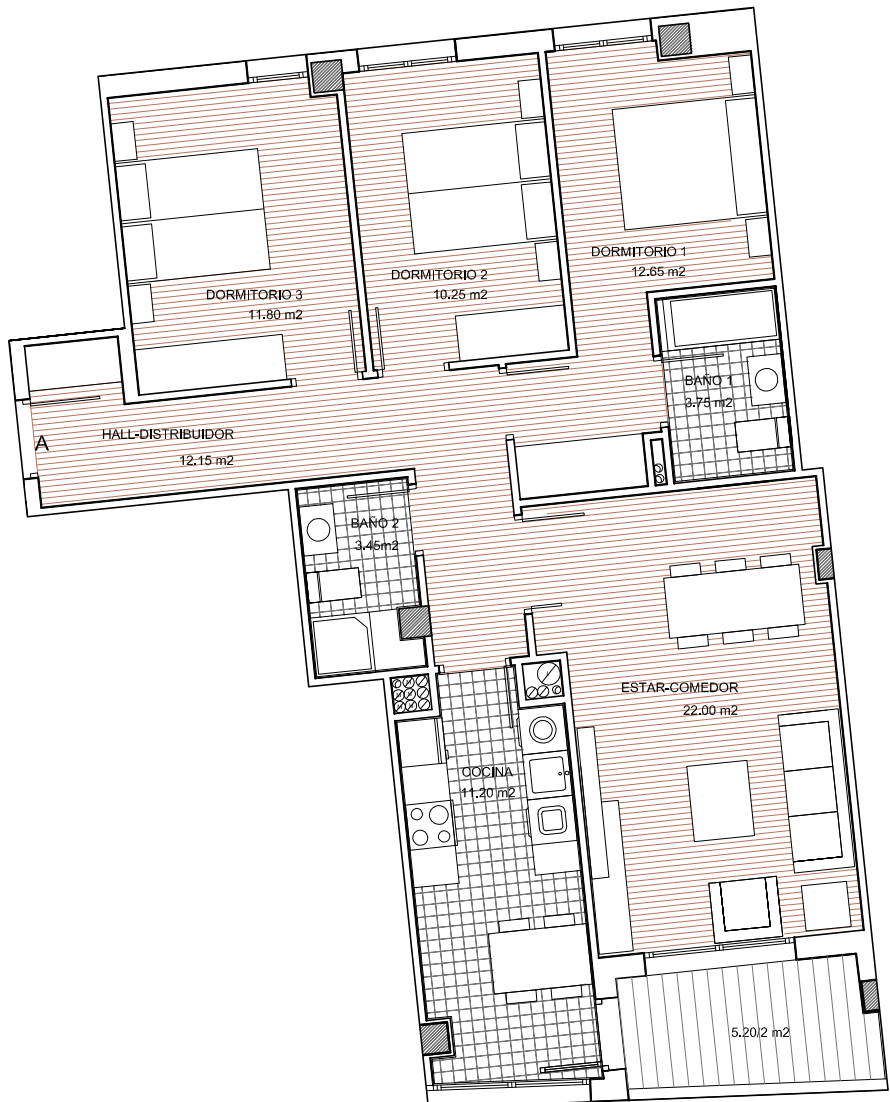 DORMITORIO 1
12.65 m2
DORMITORIO 2
10.25 m2
DORMITORIO 3
11.80 m2
BAÑO 1
3.75 m2
A
HALL-DISTRIBUIDOR
12.15 m2
BAÑO 2
3.45m2
ESTAR-COMEDOR
22.00 m2
COCINA
11.20 m2
5.20/2 m2